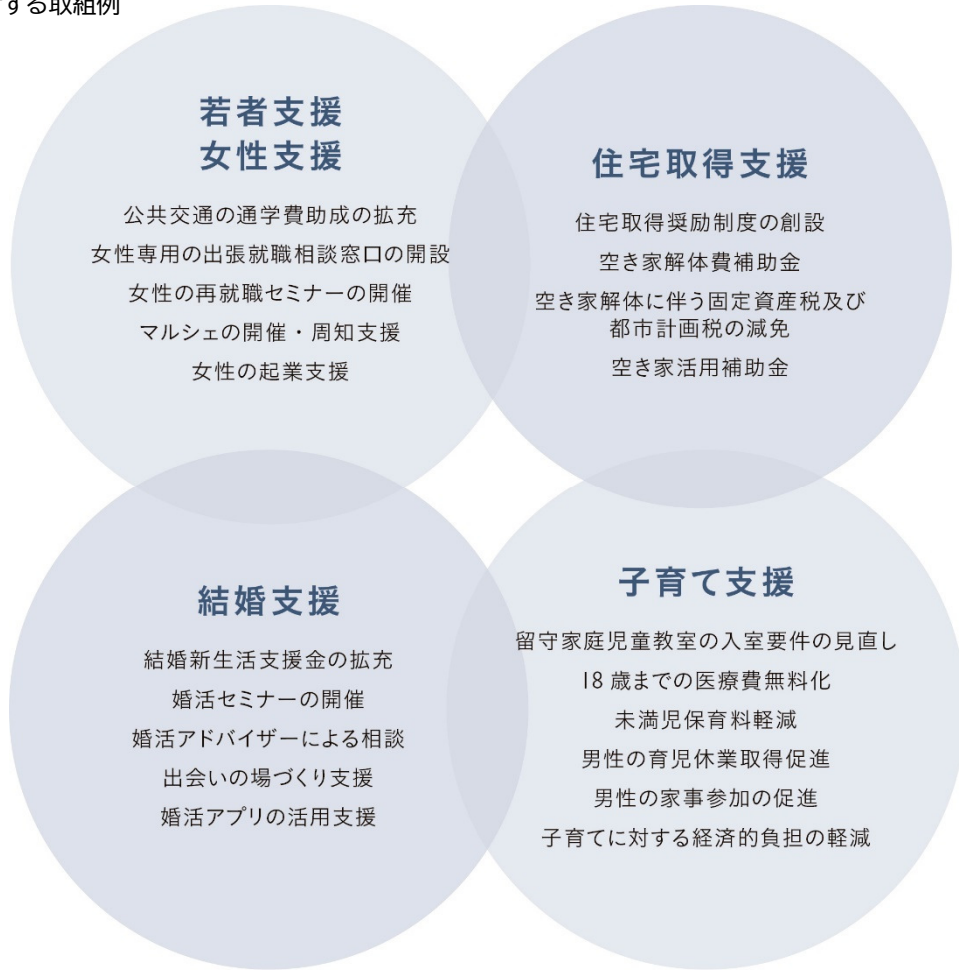 する取組例
若者支援
女性支援
公共交通の通学費助成の拡充
女性専用の出張就職相談窓口の開設
女性の再就職セミナーの開催
マルシェの開催・周知支援
女性の起業支援
住宅取得支援
住宅取得奨励制度の創設
空き家解体費補助金
空き家解体に伴う固定資産税及び
都市計画税の減免
空き家活用補助金
結婚支援
結婚新生活支援金の拡充
婚活セミナーの開催
婚活アドバイザーによる相談
出会いの場づくり支援
婚活アプリの活用支援
子育て支援
留守家庭児童教室の入室要件の見直し
18歳までの医療費無料化
未満児保育料軽減
男性の育児休業取得促進
男性の家事参加の促進
子育てに対する経済的負担の軽減